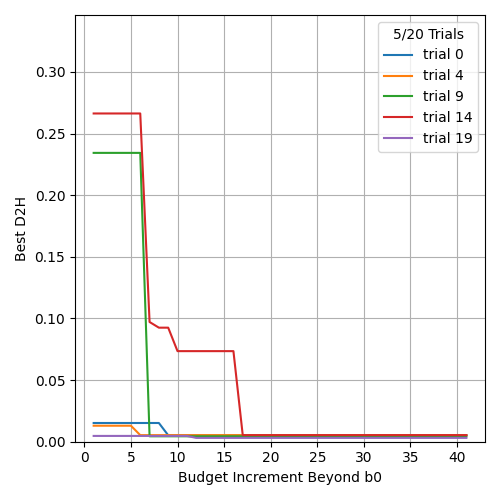 5/20 Trials
trial 0
trial 4
trial 9
trial 14
trial 19
0.30
0.25
0.20
0.15
0.10
0.05
0.00
Best D2H
0 5 10 15 20 25 30 35 40
Budget Increment Beyond b0